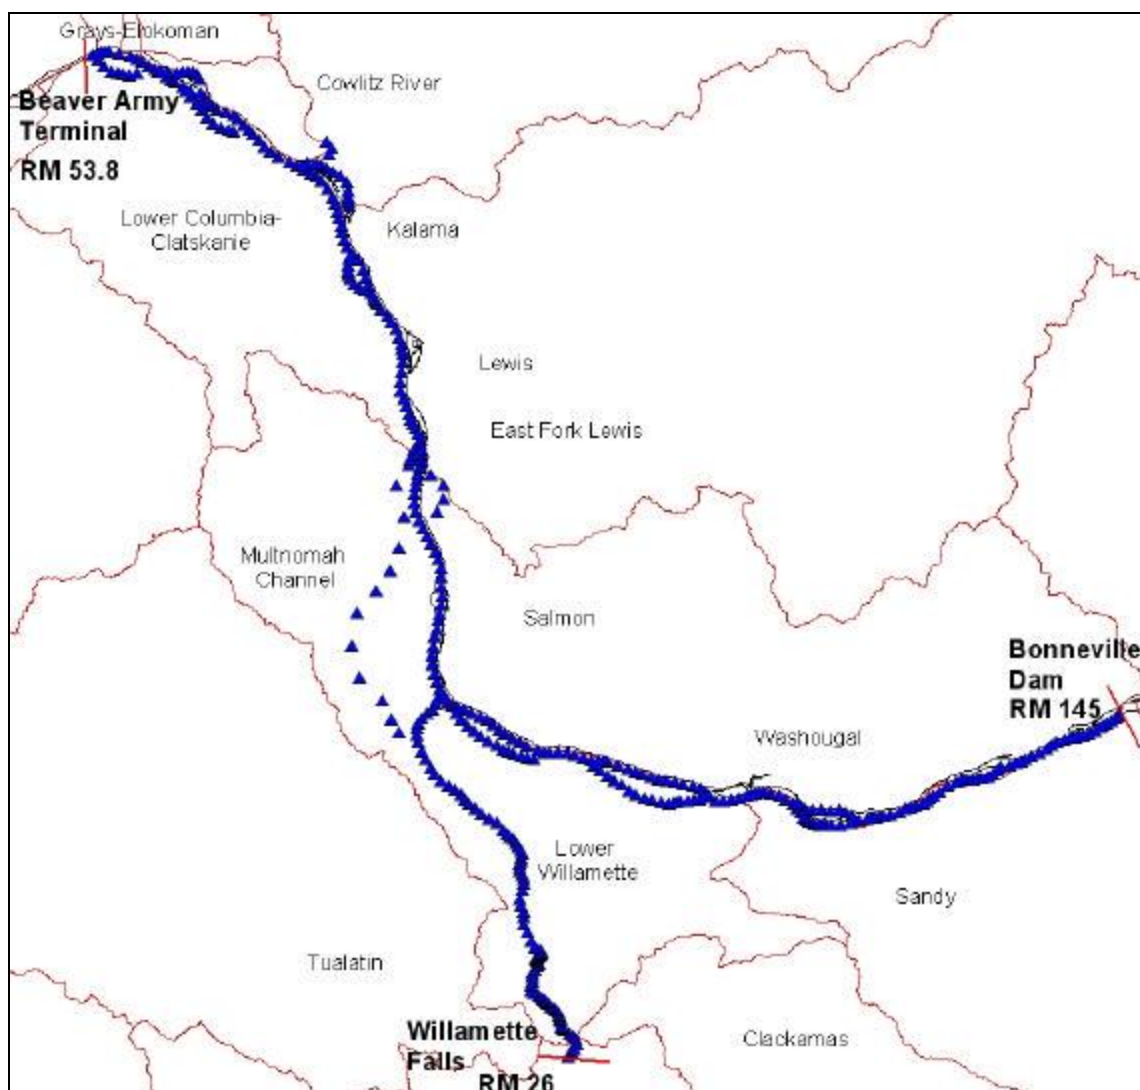 Grays-Elokoman
Cowlitz River
Beaver Army
Terminal
RM 53.8
Lower Columbia-
Clatskanie
Kalama
Lewis
East Fork Lewis
Multnomah
Channel
Salmon
Bonneville
Dam
RM 145
Washougal
Lower
Willamette
Sandy
Tualatin
Willamette
Falls
RM 26
Clackamas